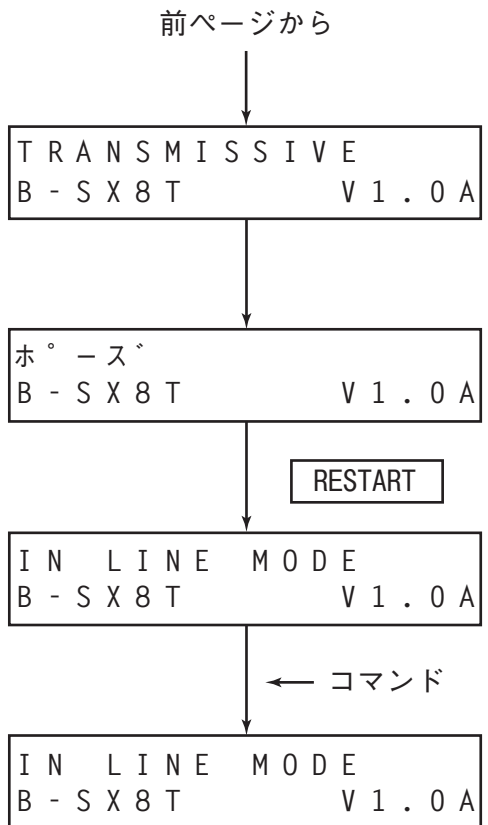 前ページから
TRANSMISSIVE
B-SX8T V1.0A
ホ゜ーズ゛
B-SX8T V1.0A
RESTART
IN LINE MODE
B-SX8T V1.0A
コマンド
IN LINE MODE
B-SX8T V1.0A